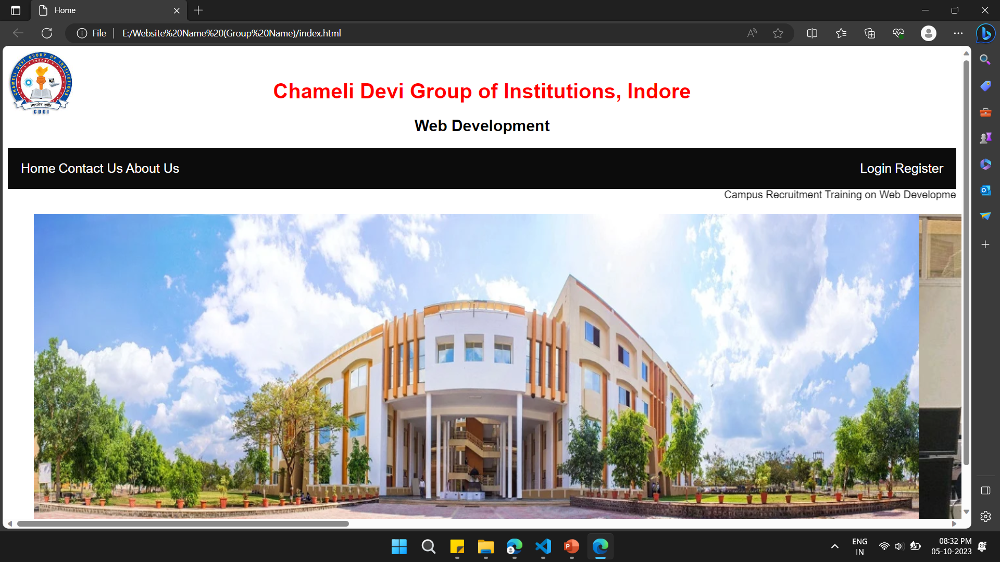 Home
File
E:/Website%20Name%20(Group%20Name)/index.html
CHAMELI DEVI GROUP OF INSTITUTIONS
INDORE
ज्ञानमेव शक्ति
CDGI
Chameli Devi Group of Institutions, Indore
Web Development
Home Contact Us About Us
Login Register
Campus Recruitment Training on Web Developme
ENG
IN
08:32 PM
05-10-2023